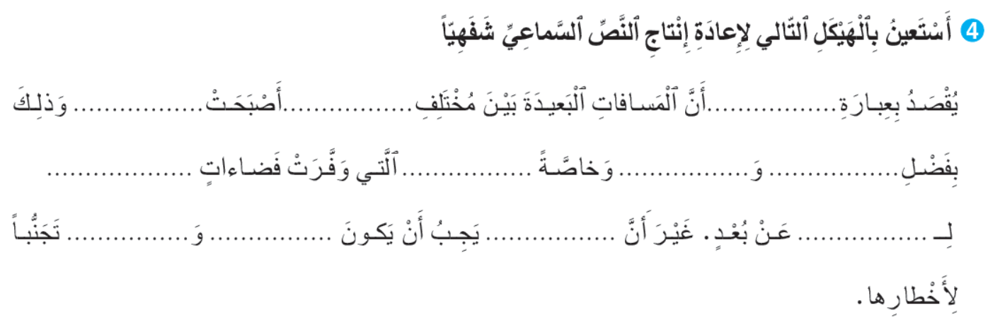 4 أَسْتَعينُ بِٱلْهَيْكَلِ ٱلتّالي لِإِعادَةِ إِنْتاجِ ٱلنَّصِّ ٱلسَّماعِيِّ شَفَهِيّاً
يُقْصَدُ بِعِبارَةِ.................أَنَّ ٱلْمَسافاتِ ٱلْبَعيدَةَ بَيْنَ مُخْتَلِفِ.................أَصْبَحَتْ................. وَذلِكَ
بِفَضْلِ................. وَ................. وَخاصَّةً .................ٱلَّتي وَفَّرَتْ فَضاءاتٍ ...................
لِـ ................. عَنْ بُعْدٍ. غَيْرَ أَنَّ .................يَجِبُ أَنْ يَكونَ ................وَ................ تَجَنُّباً
لِأَخْطارِها.